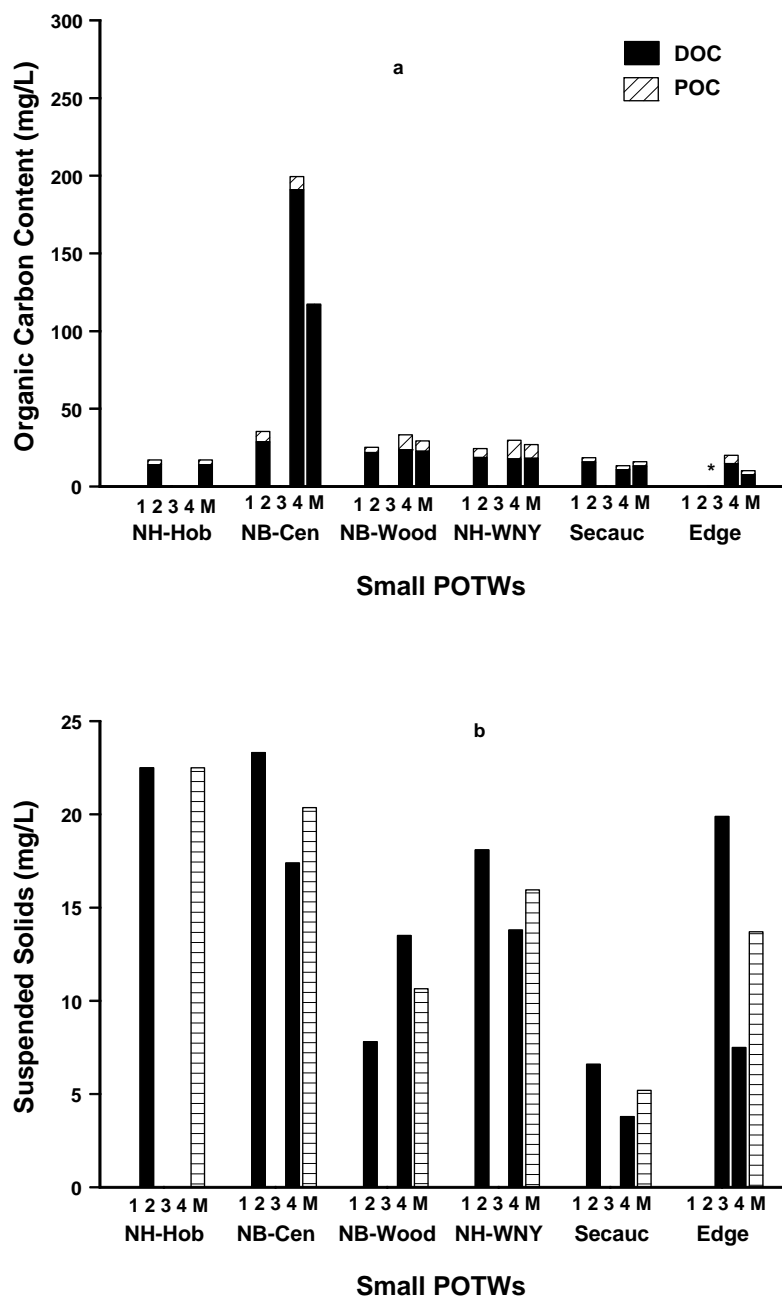 300
250
200
150
100
50
0
Organic Carbon Content (mg/L)
a
DOC
POC
*
1 2 3 4 M 1 2 3 4 M 1 2 3 4 M 1 2 3 4 M 1 2 3 4 M 1 2 3 4 M
NH-Hob NB-Cen NB-Wood NH-WNY Secauc Edge
Small POTWs
25
20
15
10
5
0
Suspended Solids (mg/L)
b
1 2 3 4 M 1 2 3 4 M 1 2 3 4 M 1 2 3 4 M 1 2 3 4 M 1 2 3 4 M
NH-Hob NB-Cen NB-Wood NH-WNY Secauc Edge
Small POTWs